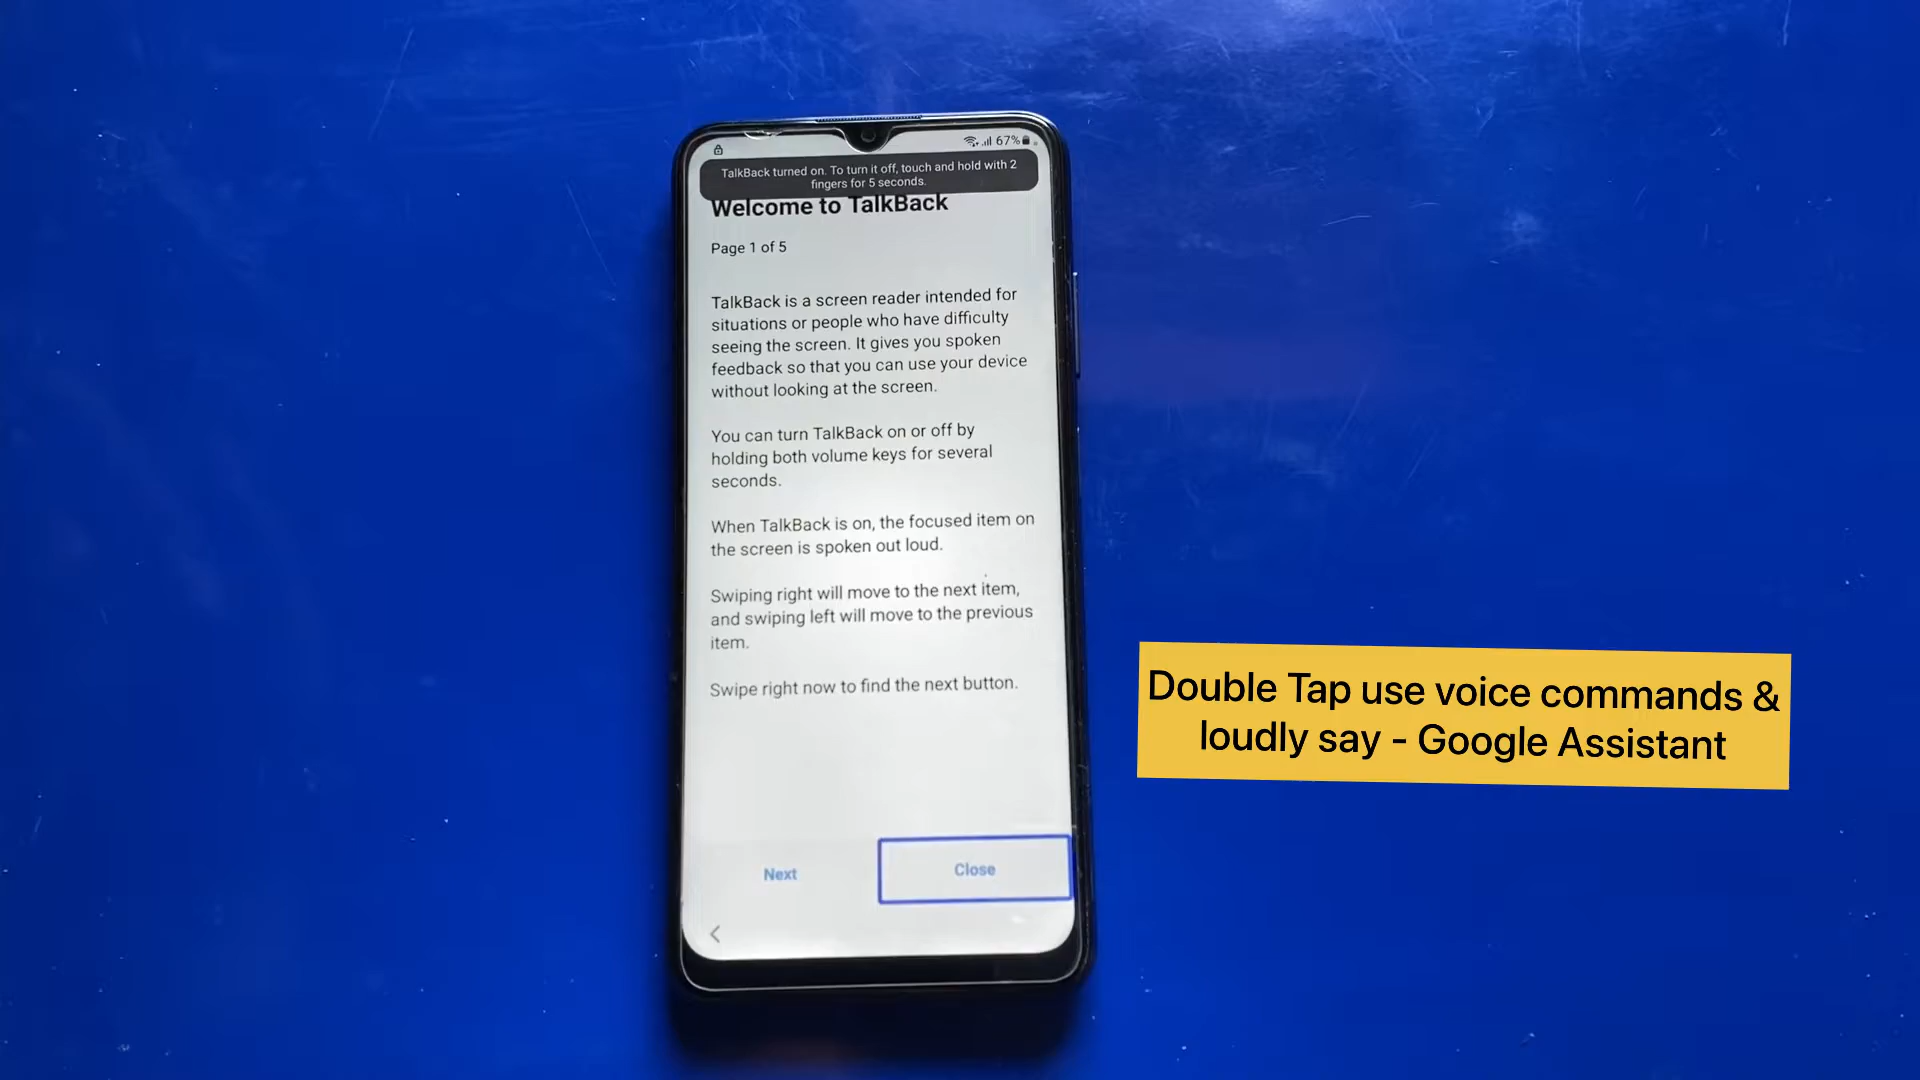 67%
TalkBack turned on. To turn it off, touch and hold with 2
fingers for 5 seconds.
Welcome to TalkBack
Page 1 of 5
TalkBack is a screen reader intended for
situations or people who have difficulty
seeing the screen. It gives you spoken
feedback so that you can use your device
without looking at the screen.
You can turn TalkBack on or off by
holding both volume keys for several
seconds.
When TalkBack is on, the focused item on
the screen is spoken out loud.
Swiping right will move to the next item,
and swiping left will move to the previous
item.
Swipe right now to find the next button.
Next
Close
Double Tap use voice commands &
loudly say - Google Assistant